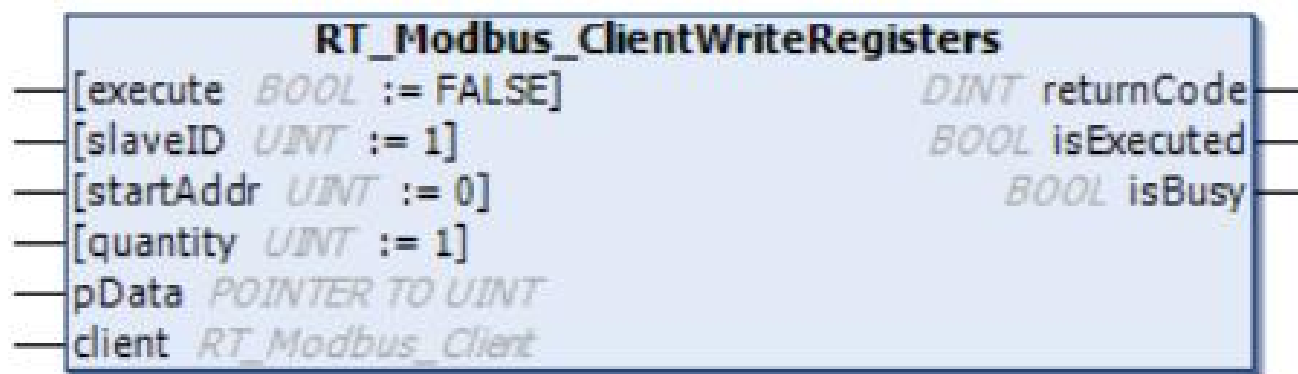 RT_Modbus_ClientWriteRegisters
[execute BOOL := FALSE] DINT returnCode
[slaveID UINT := 1] BOOL isExecuted
[startAddr UINT := 0] BOOL isBusy
[quantity UINT := 1]
pData POINTER TO UINT
client RT_Modbus_Client